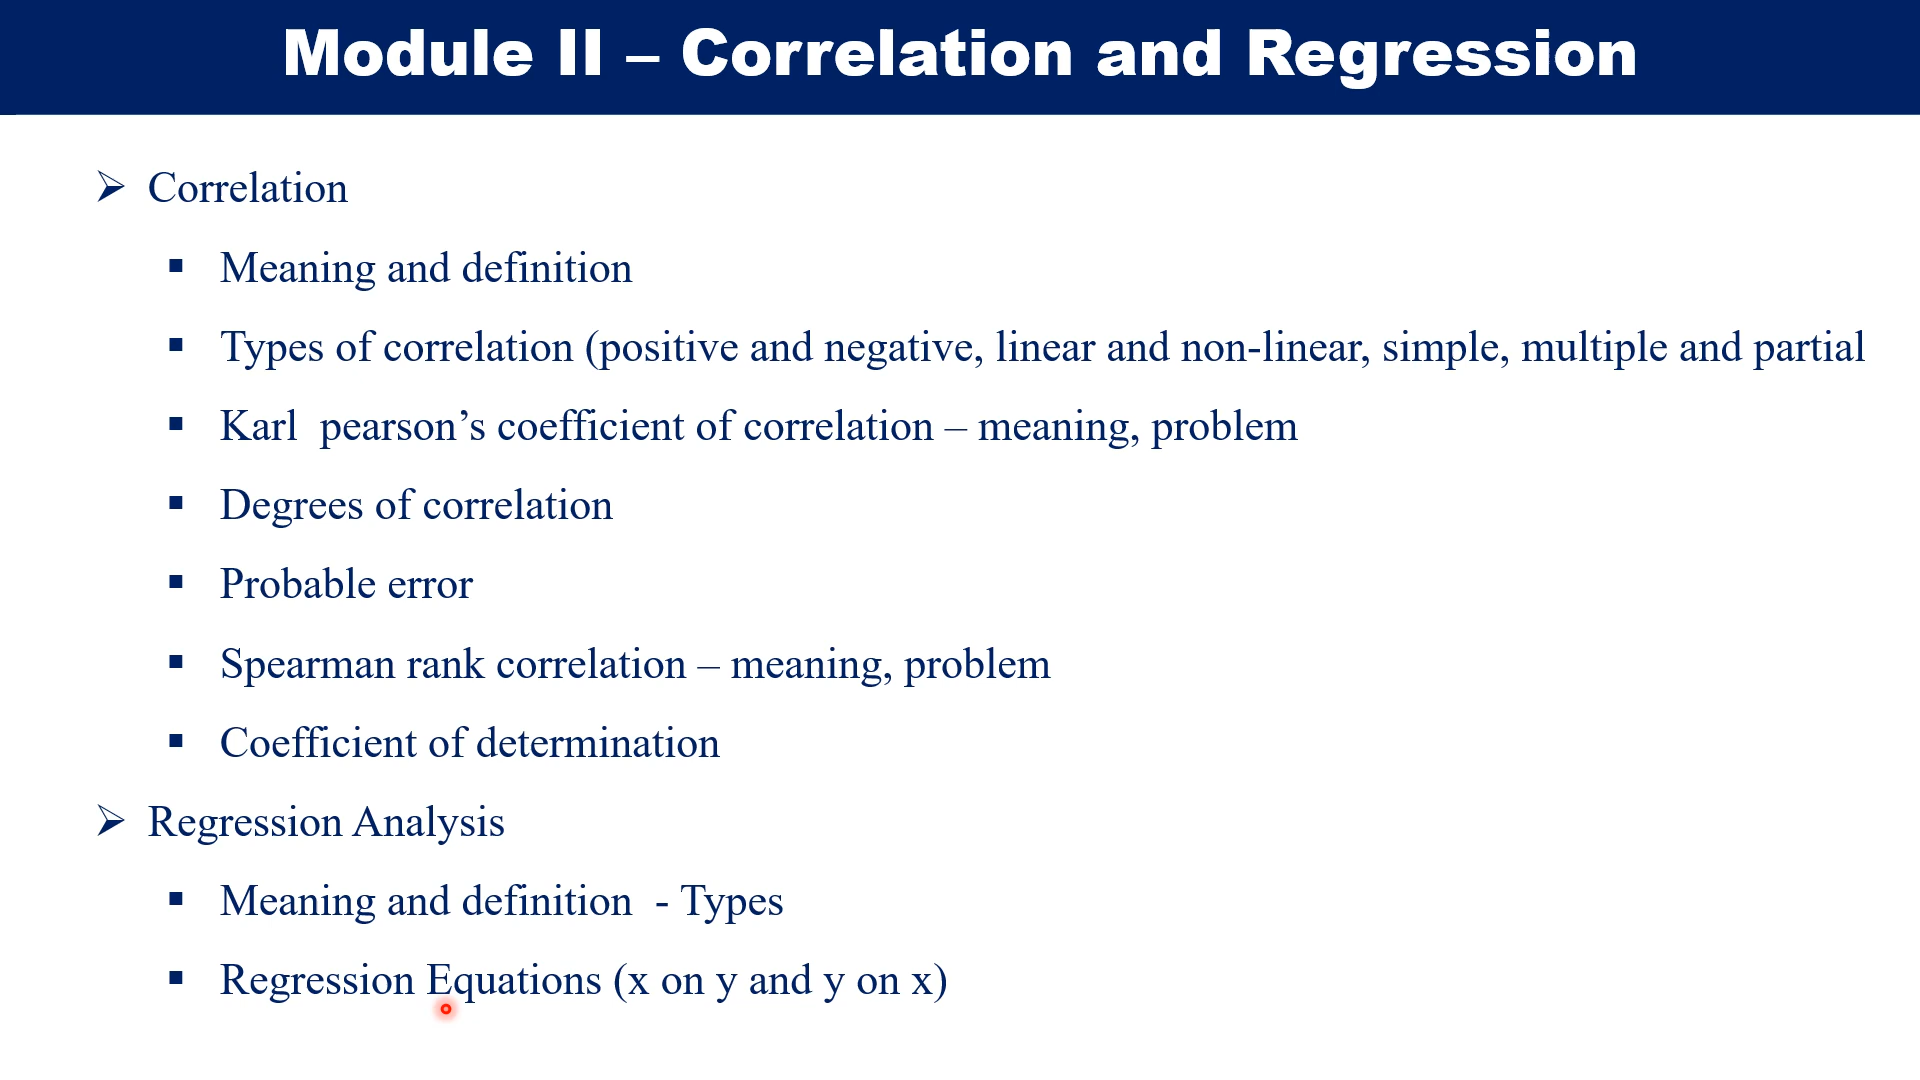 Module II – Correlation and Regression
Correlation
Meaning and definition
Types of correlation (positive and negative, linear and non-linear, simple, multiple and partial
Karl pearson’s coefficient of correlation – meaning, problem
Degrees of correlation
Probable error
Spearman rank correlation – meaning, problem
Coefficient of determination
Regression Analysis
Meaning and definition - Types
Regression Equations (x on y and y on x)